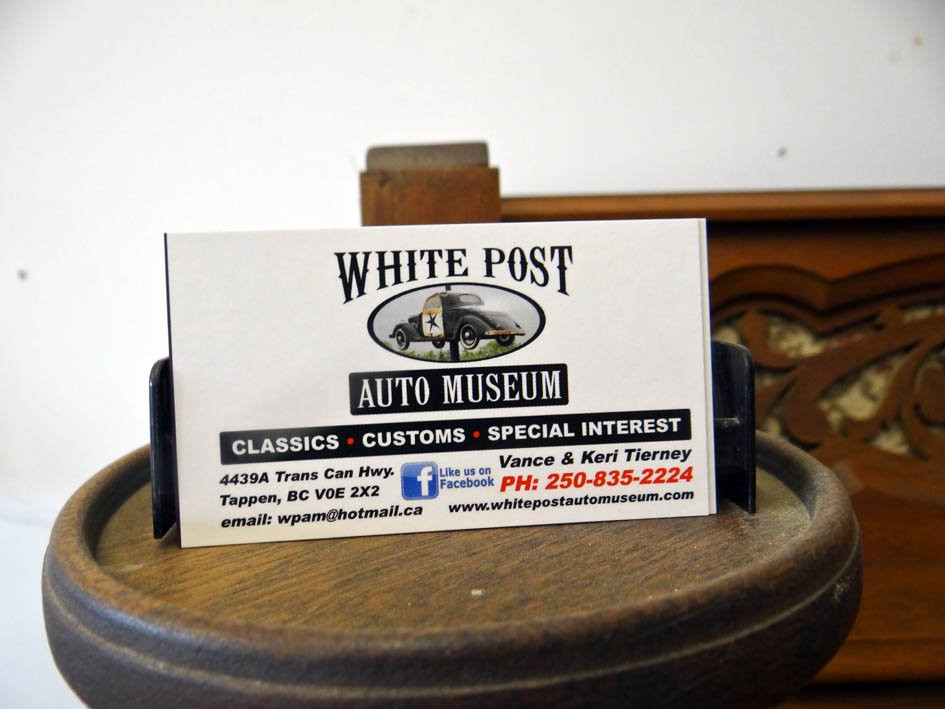 WHITE POST
AUTO MUSEUM
CLASSICS • CUSTOMS • SPECIAL INTEREST
4439A Trans Can Hwy.
Tappen, BC V0E 2X2
email: wpam@hotmail.ca
f Like us on
Facebook
Vance & Keri Tierney
PH: 250-835-2224
www.whitepostautomuseum.com